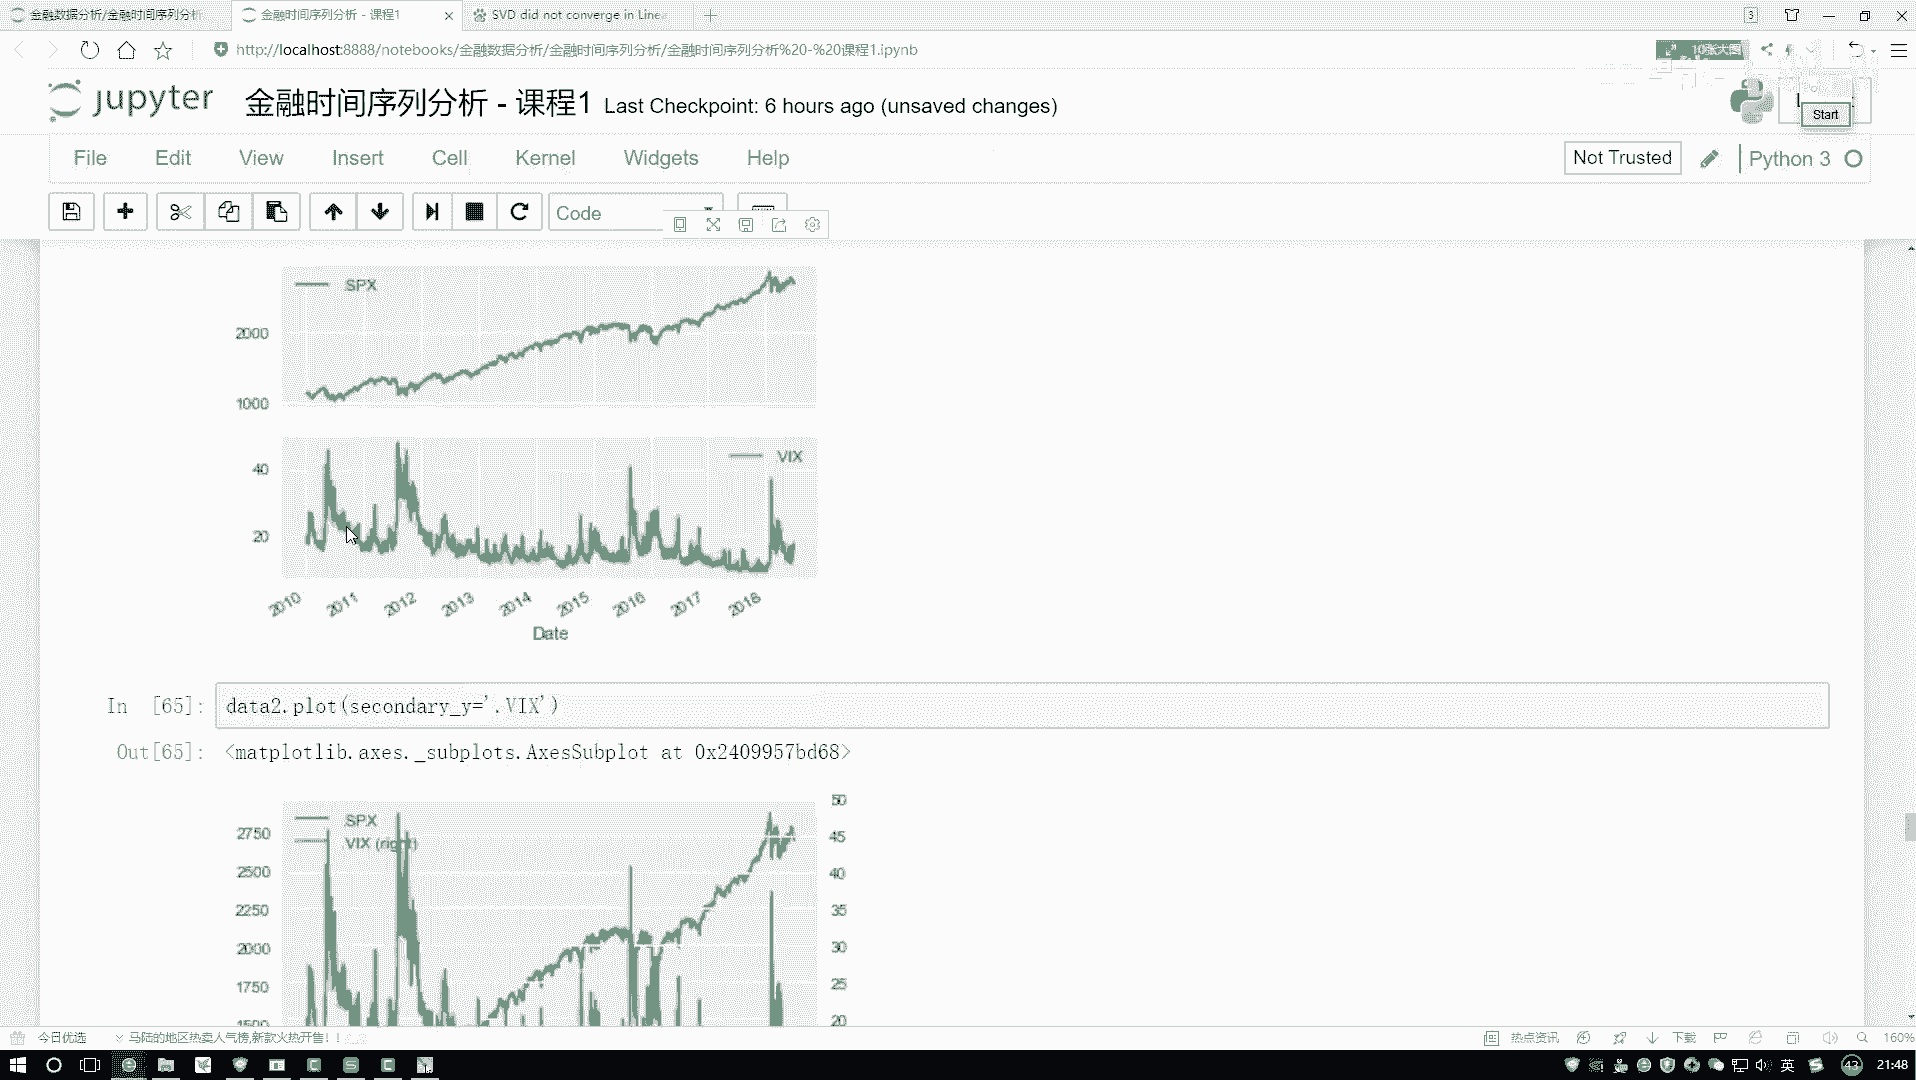 金融数据分析/金融时间序列分析
金融时间序列分析 - 课程1
SVD did not converge in Linea
3
http://localhost:8888/notebooks/金融数据分析/金融时间序列分析/金融时间序列分析%20-%20课程1.ipynb
10张大图
jupyter 金融时间序列分析 - 课程1 Last Checkpoint: 6 hours ago (unsaved changes)
Start
File Edit View Insert Cell Kernel Widgets Help
Not Trusted
Python 3
Code
SPX
2000
1000
VIX
40
20
2010 2011 2012 2013 2014 2015 2016 2017 2018
Date
In [65]: data2.plot(secondary_y='.VIX')
Out[65]: <matplotlib.axes._subplots.AxesSubplot at 0x2409957bd68>
SPX
VIX (right)
2750
2500
2250
2000
1750
1500
50
45
40
35
30
25
20
今日优选 马陆的地区热卖人气榜,新款火热开售!!
热点资讯 下载 160%
英 43 21:48